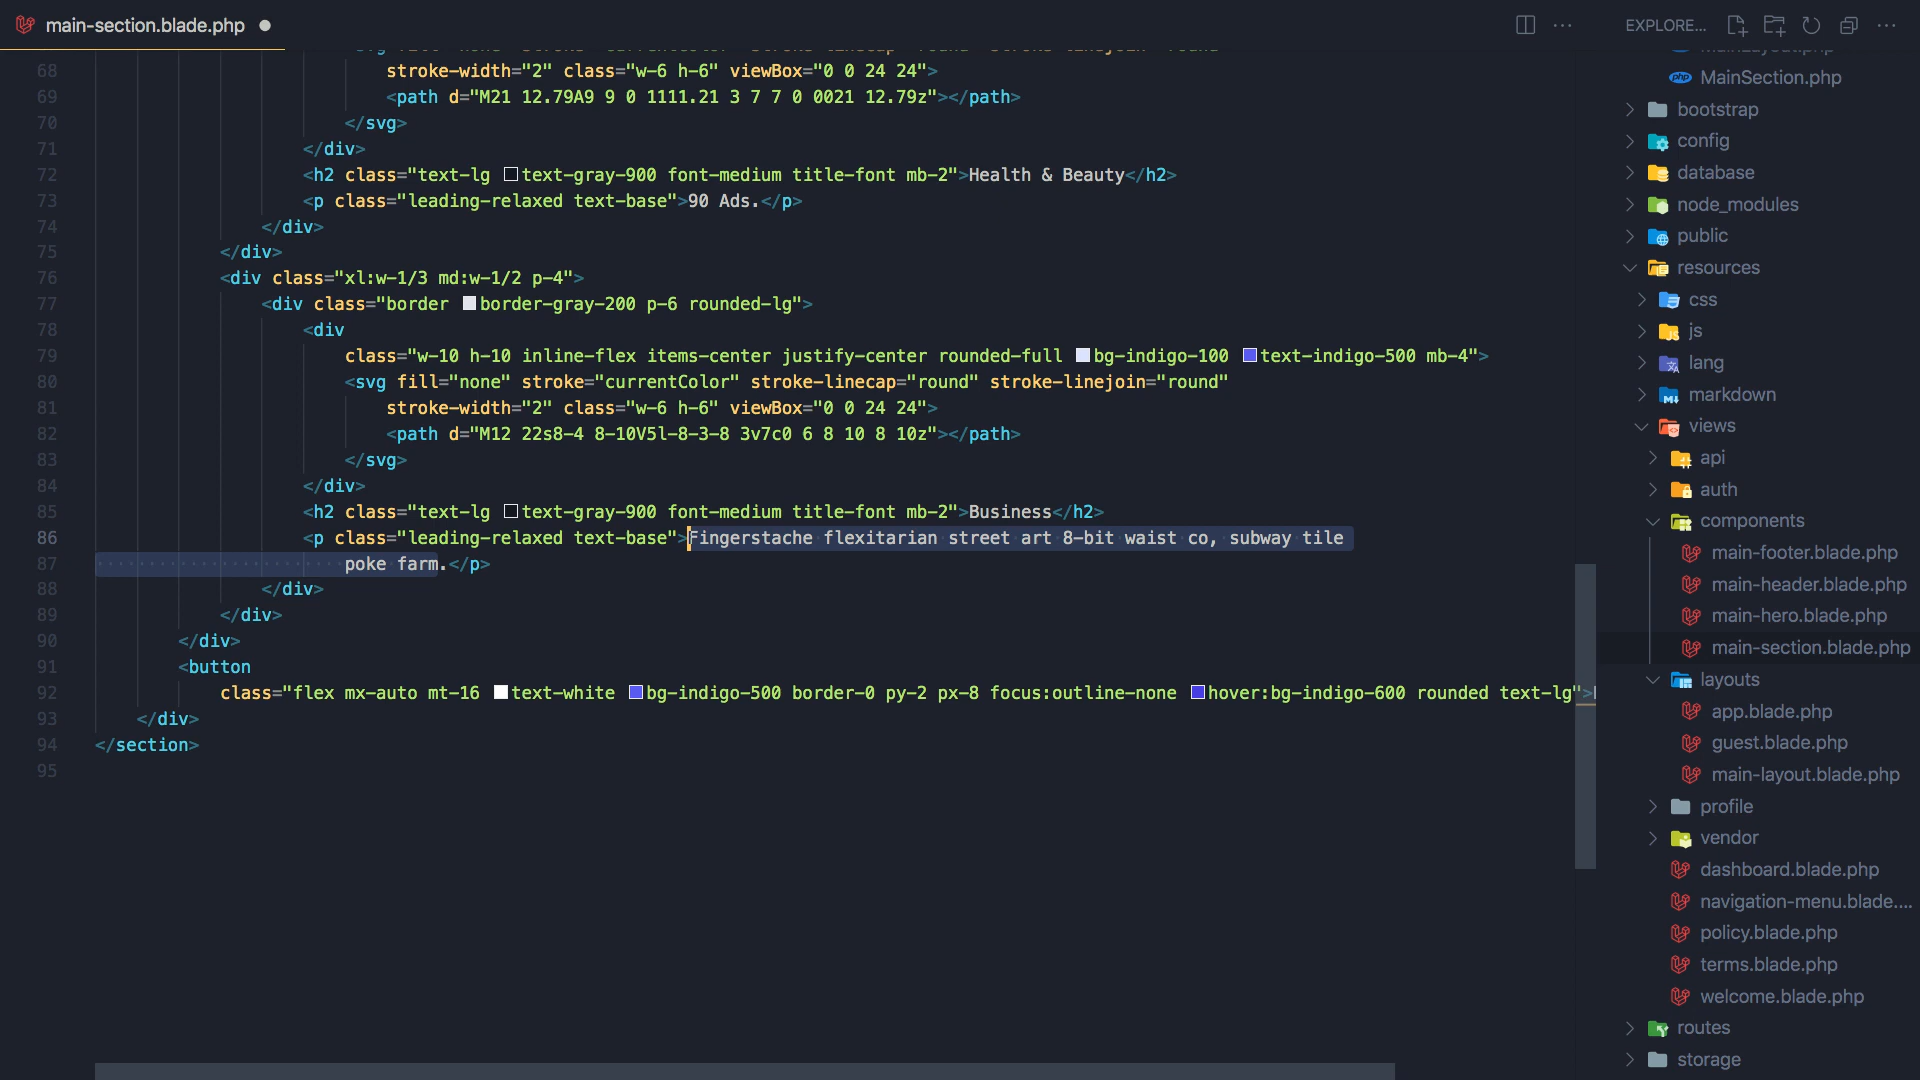 main-section.blade.php
EXPLORE...
68 stroke-width="2" class="w-6 h-6" viewBox="0 0 24 24">
69 <path d="M21 12.79A9 9 0 1111.21 3 7 7 0 0021 12.79z"></path>
70 </svg>
71 </div>
72 <h2 class="text-lg text-gray-900 font-medium title-font mb-2">Health & Beauty</h2>
73 <p class="leading-relaxed text-base">90 Ads.</p>
74 </div>
75 </div>
76 <div class="xl:w-1/3 md:w-1/2 p-4">
77 <div class="border border-gray-200 p-6 rounded-lg">
78 <div
79 class="w-10 h-10 inline-flex items-center justify-center rounded-full bg-indigo-100 text-indigo-500 mb-4">
80 <svg fill="none" stroke="currentColor" stroke-linecap="round" stroke-linejoin="round"
81 stroke-width="2" class="w-6 h-6" viewBox="0 0 24 24">
82 <path d="M12 22s8-4 8-10V5l-8-3-8 3v7c0 6 8 10 8 10z"></path>
83 </svg>
84 </div>
85 <h2 class="text-lg text-gray-900 font-medium title-font mb-2">Business</h2>
86 <p class="leading-relaxed text-base">Fingerstache flexitarian street art 8-bit waist co, subway tile
87 poke farm.</p>
88 </div>
89 </div>
90 </div>
91 <button
92 class="flex mx-auto mt-16 text-white bg-indigo-500 border-0 py-2 px-8 focus:outline-none hover:bg-indigo-600 rounded text-lg">
93 </div>
94 </section>
95
MainLayout.php
php MainSection.php
bootstrap
config
database
node_modules
public
resources
css
js
lang
markdown
views
api
auth
components
main-footer.blade.php
main-header.blade.php
main-hero.blade.php
main-section.blade.php
layouts
app.blade.php
guest.blade.php
main-layout.blade.php
profile
vendor
dashboard.blade.php
navigation-menu.blade....
policy.blade.php
terms.blade.php
welcome.blade.php
routes
storage